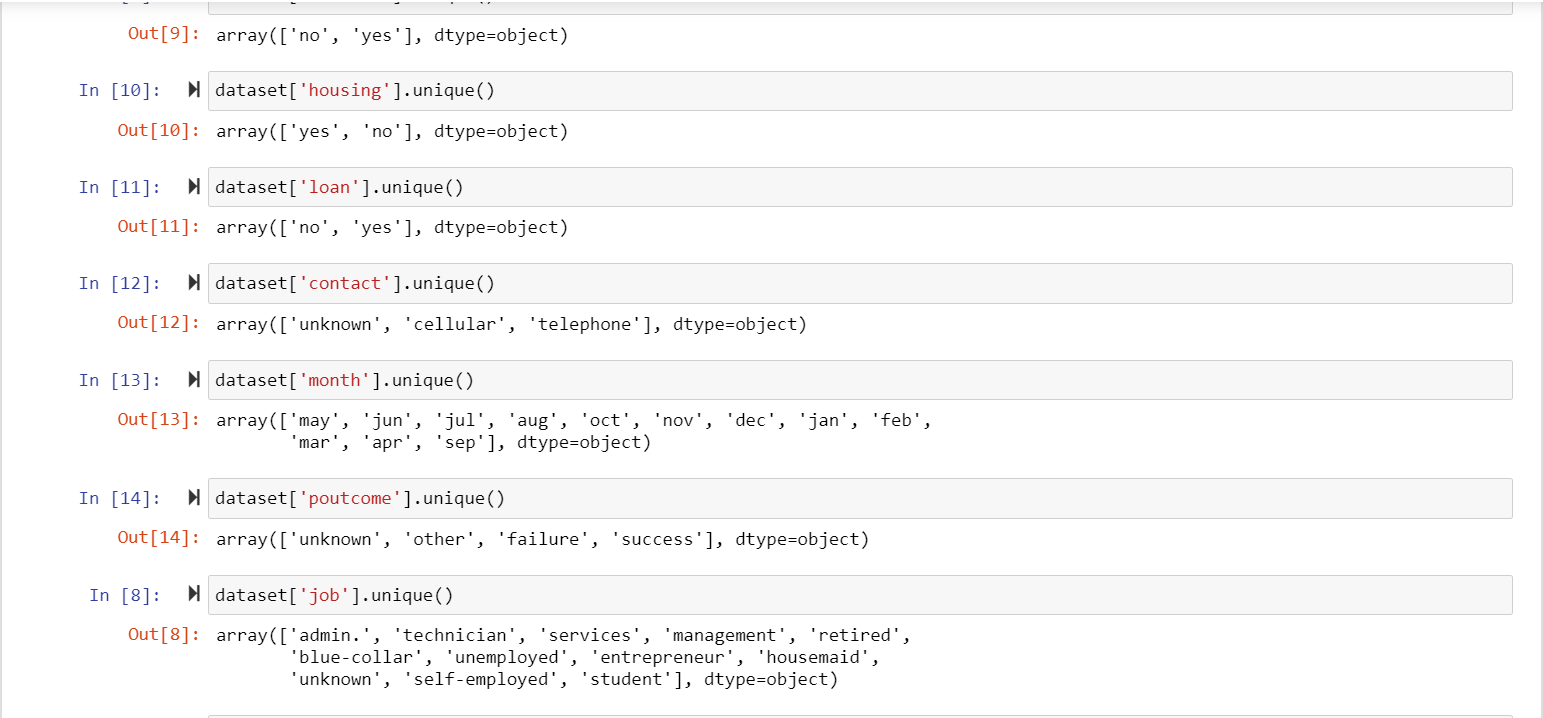 Out[9]: array(['no', 'yes'], dtype=object)
In [10]: dataset['housing'].unique()
Out[10]: array(['yes', 'no'], dtype=object)
In [11]: dataset['loan'].unique()
Out[11]: array(['no', 'yes'], dtype=object)
In [12]: dataset['contact'].unique()
Out[12]: array(['unknown', 'cellular', 'telephone'], dtype=object)
In [13]: dataset['month'].unique()
Out[13]: array(['may', 'jun', 'jul', 'aug', 'oct', 'nov', 'dec', 'jan', 'feb',
'mar', 'apr', 'sep'], dtype=object)
In [14]: dataset['poutcome'].unique()
Out[14]: array(['unknown', 'other', 'failure', 'success'], dtype=object)
In [8]: dataset['job'].unique()
Out[8]: array(['admin.', 'technician', 'services', 'management', 'retired',
'blue-collar', 'unemployed', 'entrepreneur', 'housemaid',
'unknown', 'self-employed', 'student'], dtype=object)